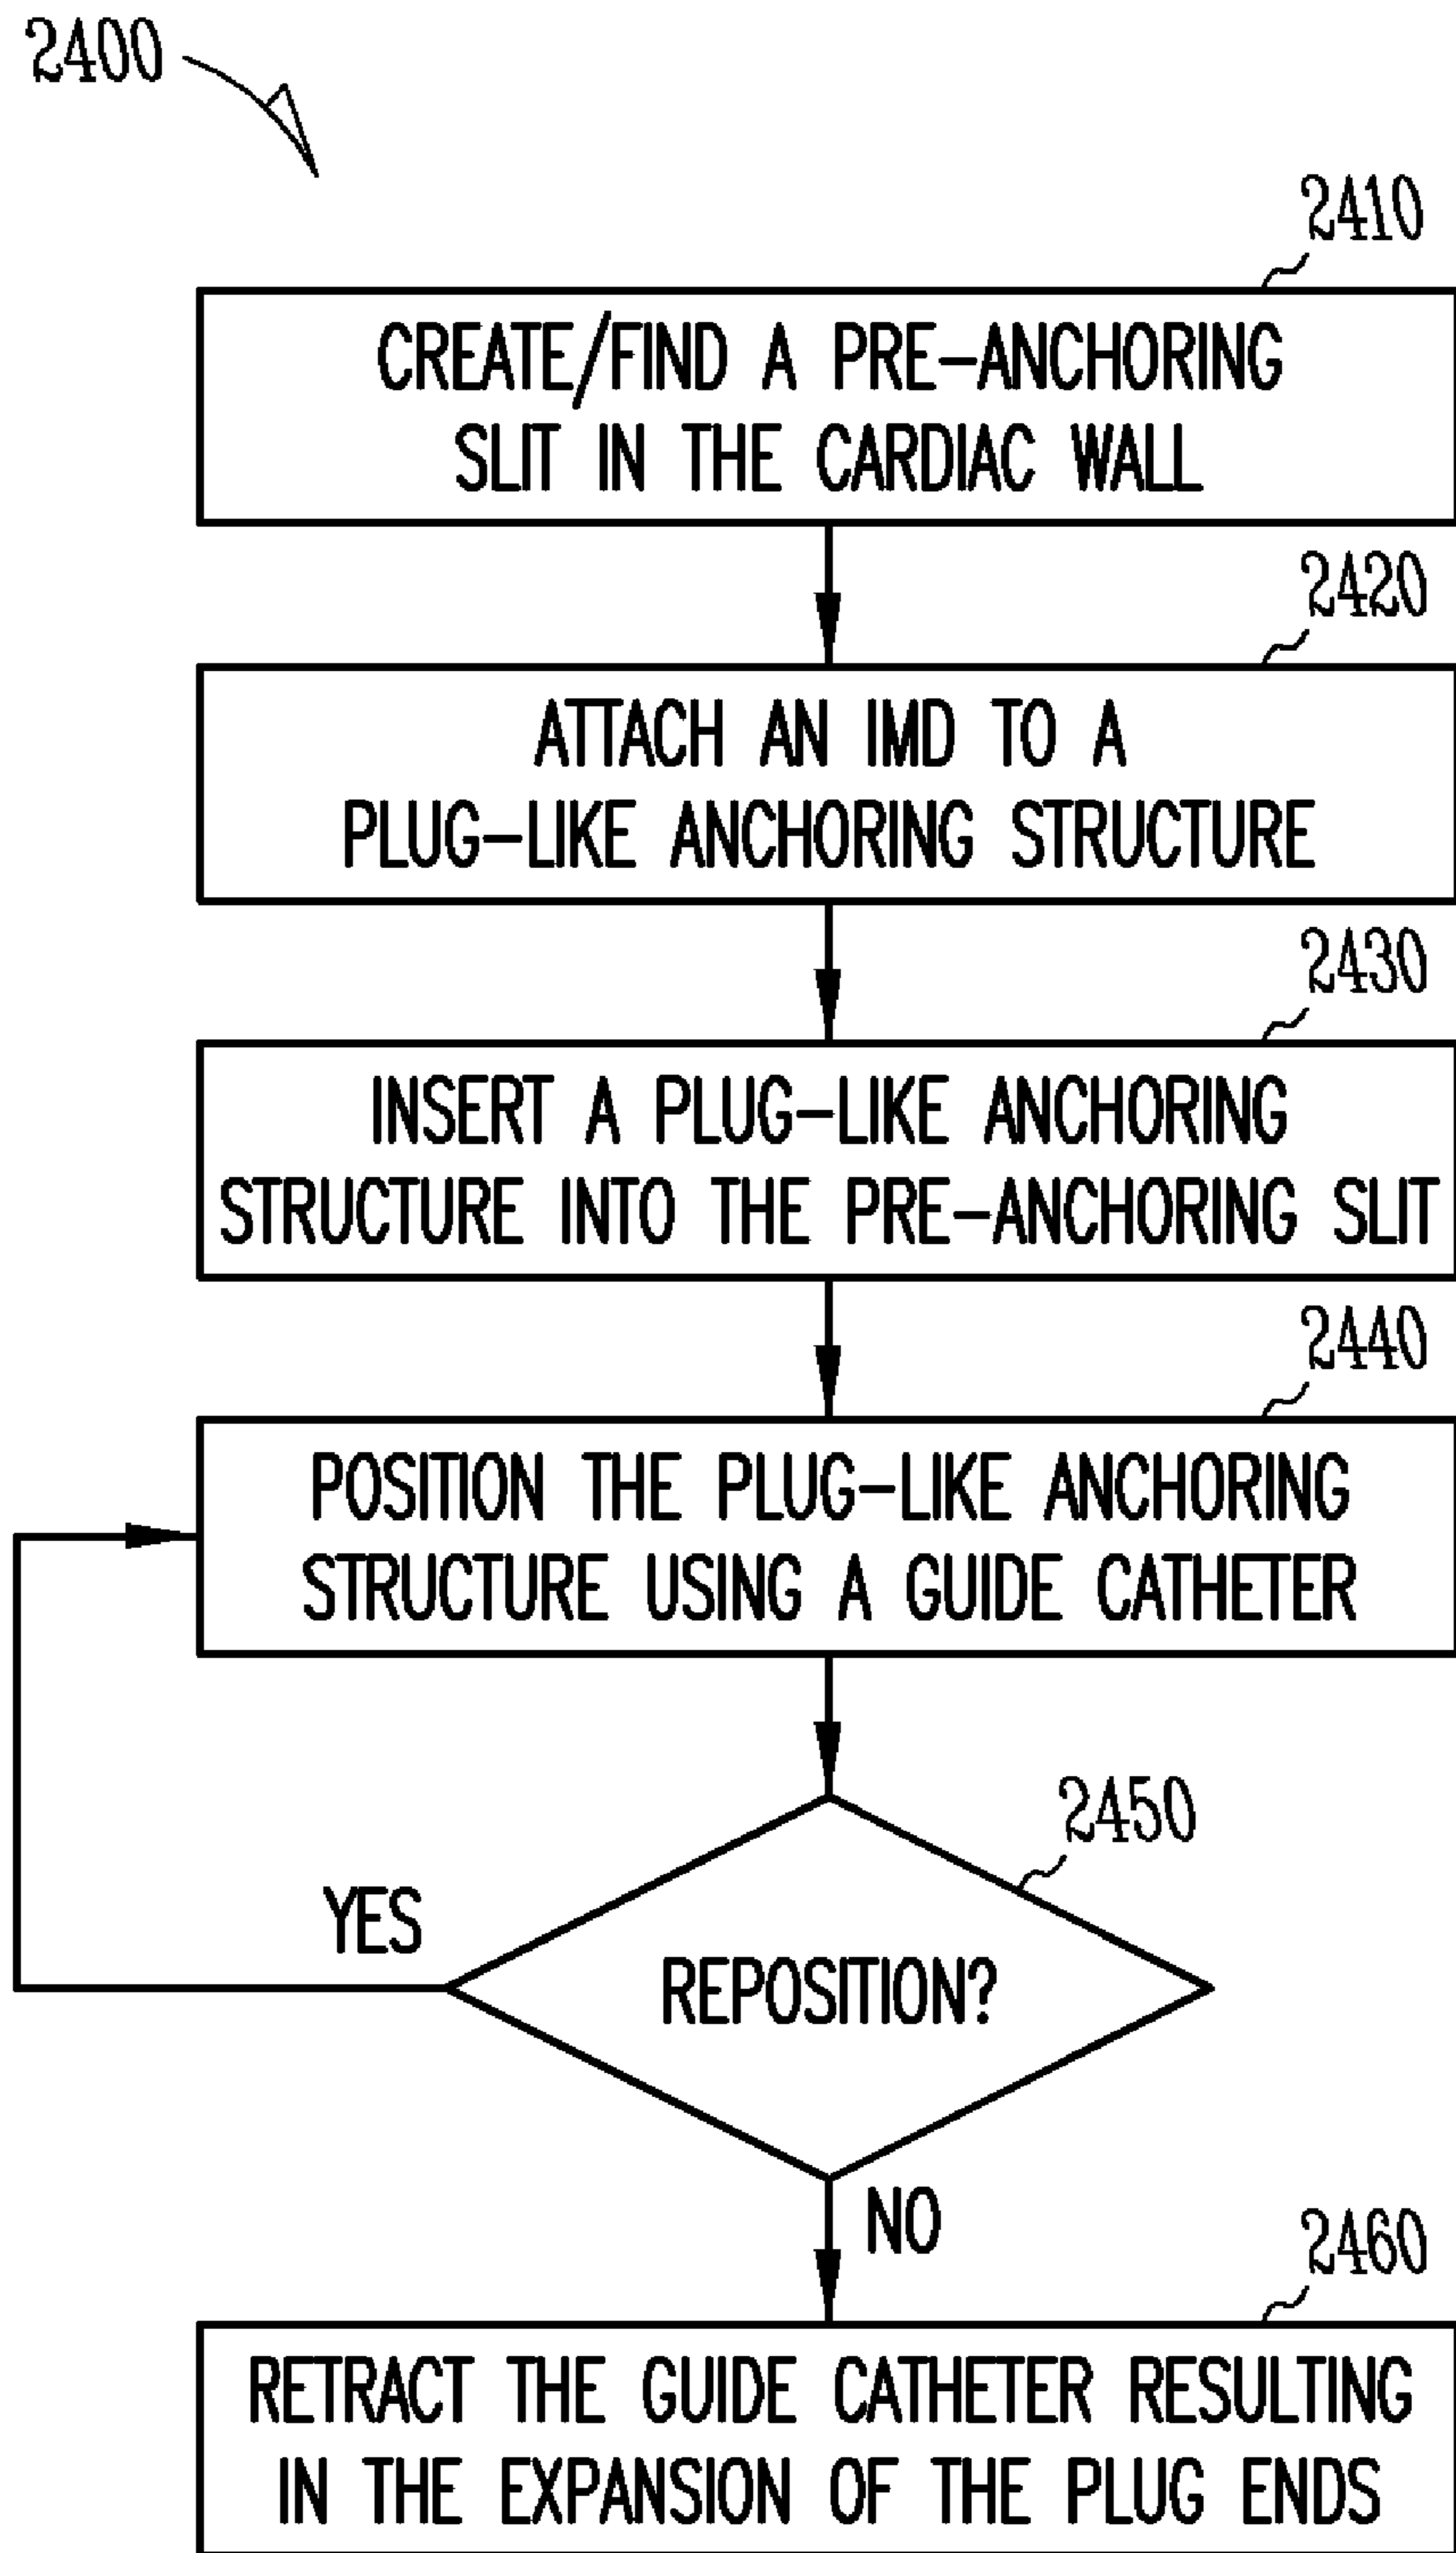 2400
2410
CREATE/FIND A PRE-ANCHORING
SLIT IN THE CARDIAC WALL
2420
ATTACH AN IMD TO A
PLUG-LIKE ANCHORING STRUCTURE
2430
INSERT A PLUG-LIKE ANCHORING
STRUCTURE INTO THE PRE-ANCHORING SLIT
2440
POSITION THE PLUG-LIKE ANCHORING
STRUCTURE USING A GUIDE CATHETER
2450
YES
REPOSITION?
NO
2460
RETRACT THE GUIDE CATHETER RESULTING
IN THE EXPANSION OF THE PLUG ENDS